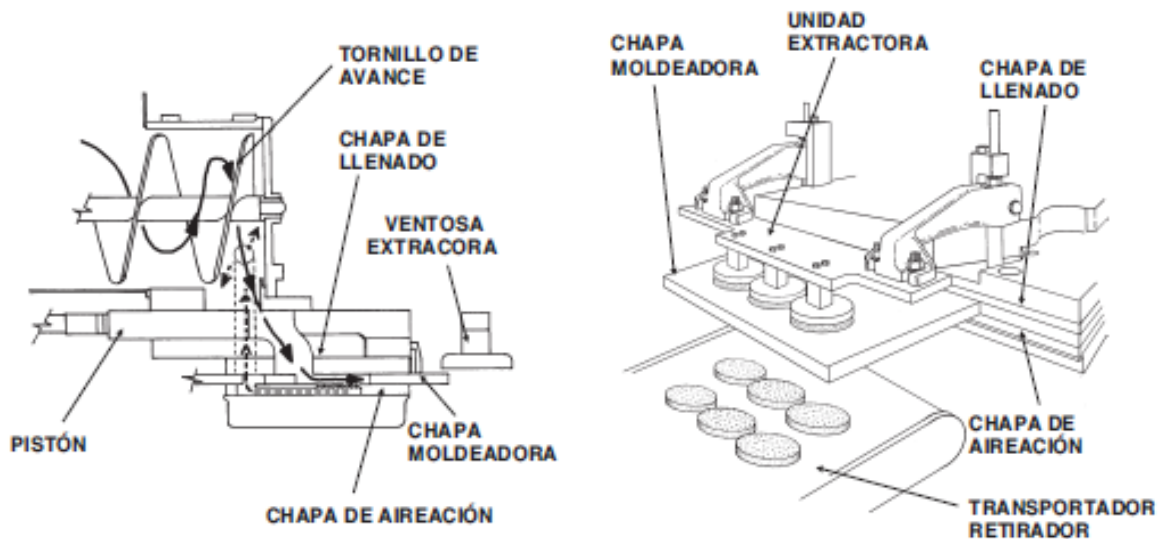 TORNILLO DE
AVANCE
CHAPA DE
LLENADO
VENTOSA
EXTRACORA
PISTÓN
CHAPA
MOLDEADORA
CHAPA DE AIREACIÓN
UNIDAD
EXTRACTORA
CHAPA
MOLDEADORA
CHAPA DE
LLENADO
CHAPA DE
AIREACIÓN
TRANSPORTADOR
RETIRADOR